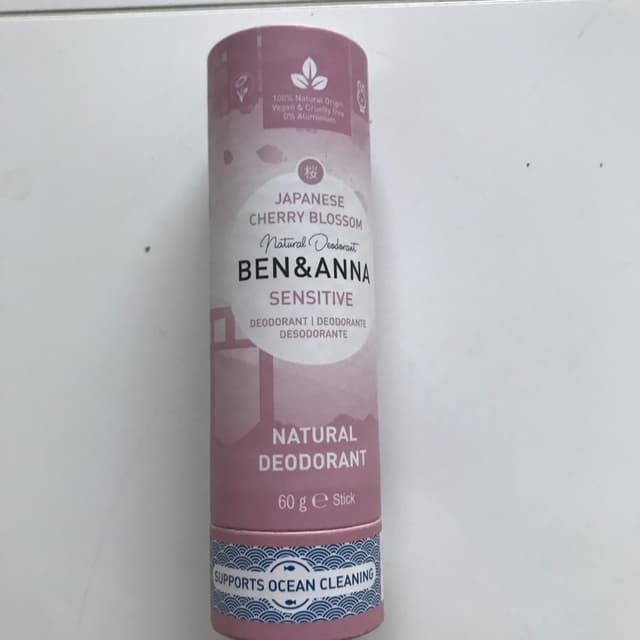 100% Natural Origin
Vegan & Cruelty free
0% Aluminium
桜
JAPANESE
CHERRY BLOSSOM
Natural Deodorant
BEN&ANNA
SENSITIVE
DEODORANT | DEODORANTE
DESODORANTE
NATURAL
DEODORANT
60 g ℮ Stick
SUPPORTS OCEAN CLEANING